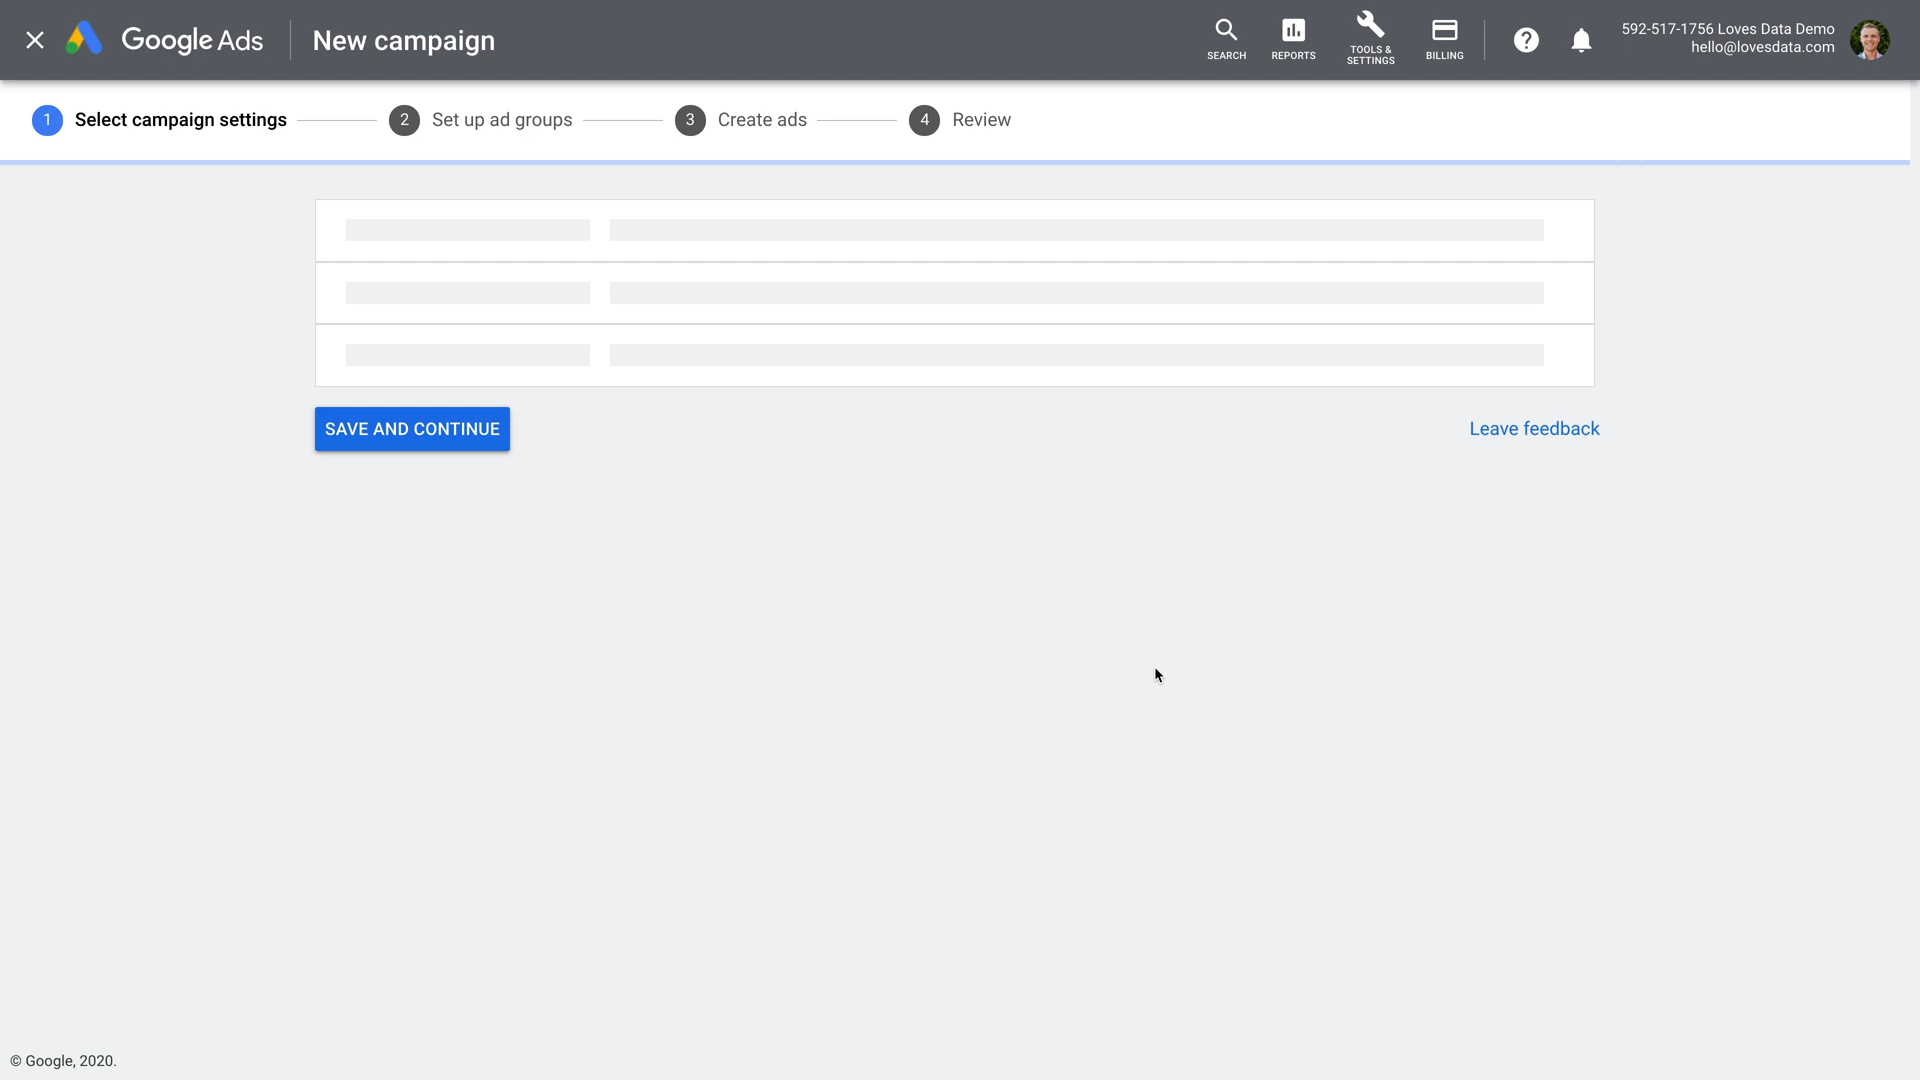 Google Ads
New campaign
SEARCH
REPORTS
TOOLS &
SETTINGS
BILLING
?
592-517-1756 Loves Data Demo
hello@lovesdata.com
1 Select campaign settings
2 Set up ad groups
3 Create ads
4 Review
SAVE AND CONTINUE
Leave feedback
© Google, 2020.